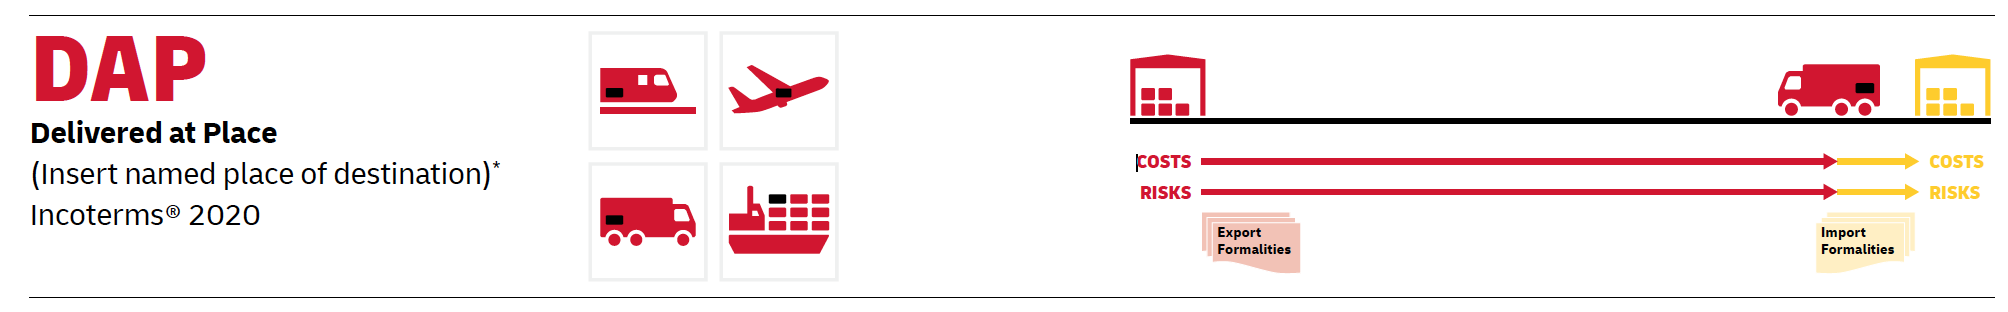 DAP
Delivered at Place
(Insert named place of destination)*
Incoterms® 2020
COSTS
COSTS
RISKS
RISKS
Export
Formalities
Import
Formalities